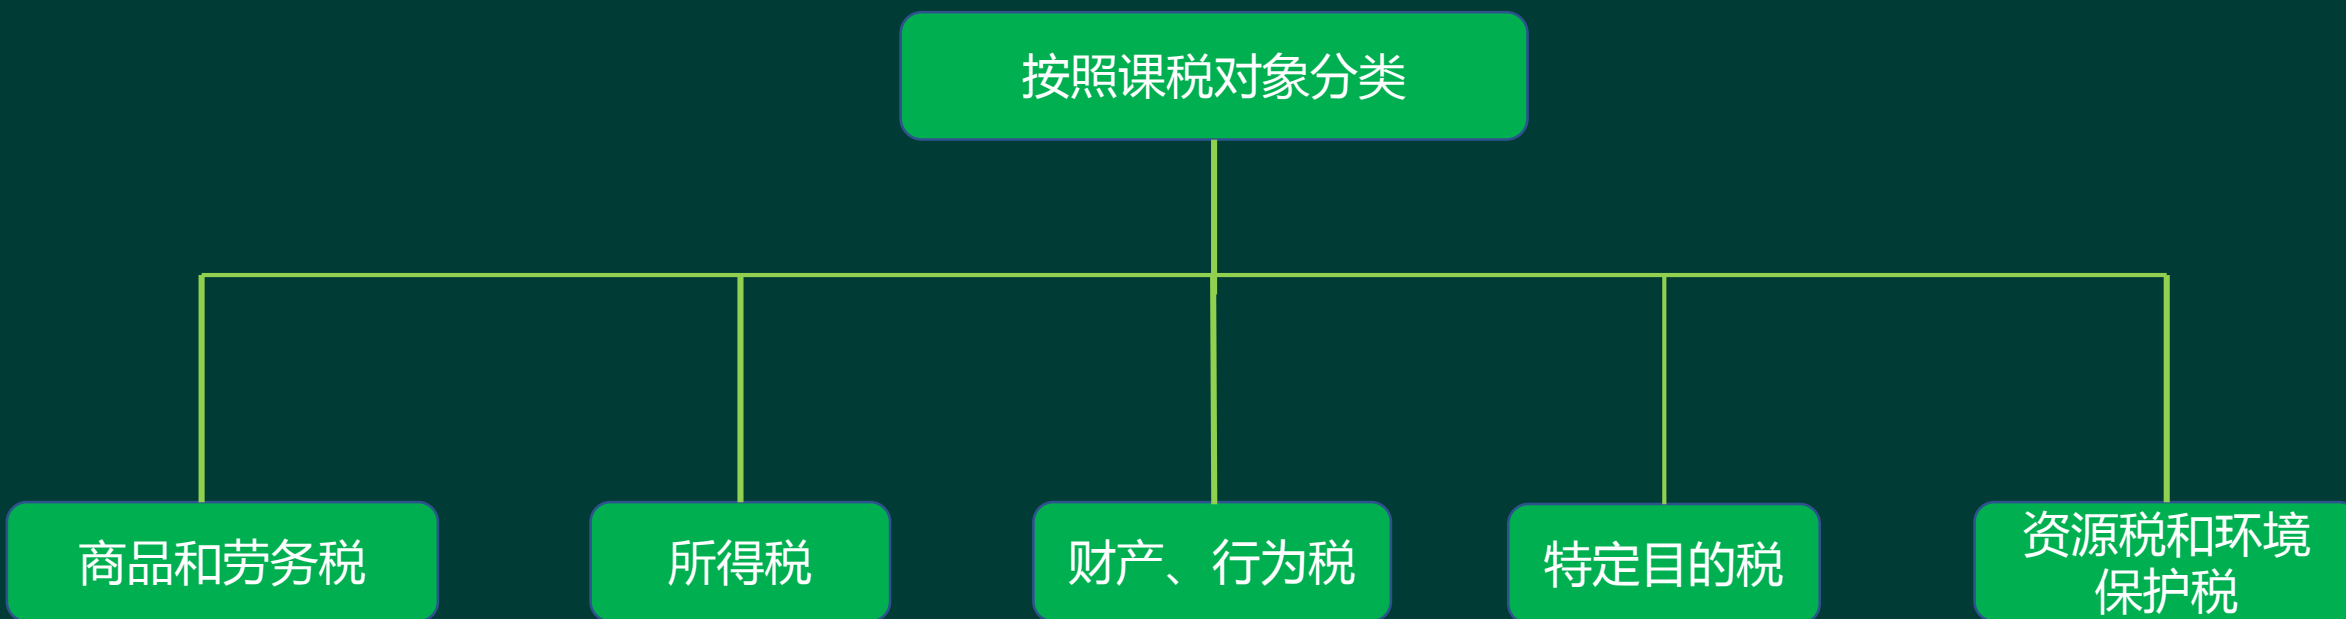 按照课税对象分类
商品和劳务税
所得税
财产、行为税
特定目的税
资源税和环境
保护税